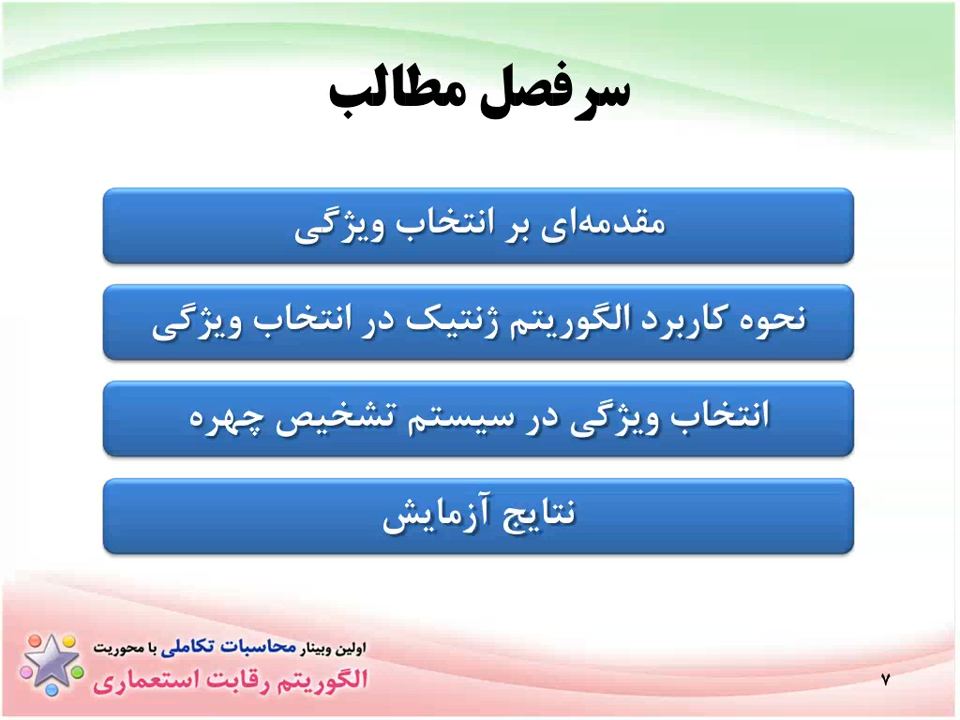 سرفصل مطالب
مقدمه‌ای بر انتخاب ویژگی
نحوه کاربرد الگوریتم ژنتیک در انتخاب ویژگی
انتخاب ویژگی در سیستم تشخیص چهره
نتایج آزمایش
اولین وبینار محاسبات تکاملی با محوریت
الگوریتم رقابت استعماری
۷